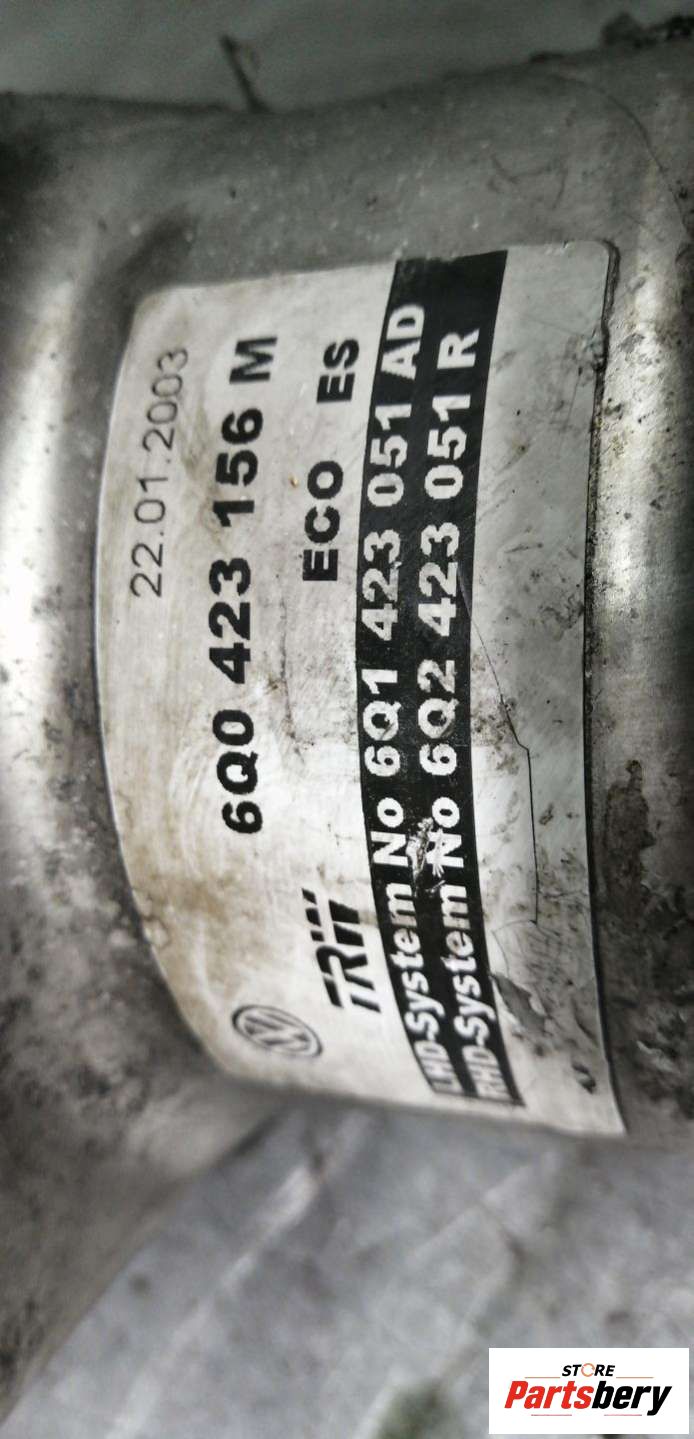 22.01.2003
6Q0 423 156 M
TRW ECO ES
LHD-System No 6Q1 423 051 AD
RHD-System No 6Q2 423 051 R
STORE
Partsbery